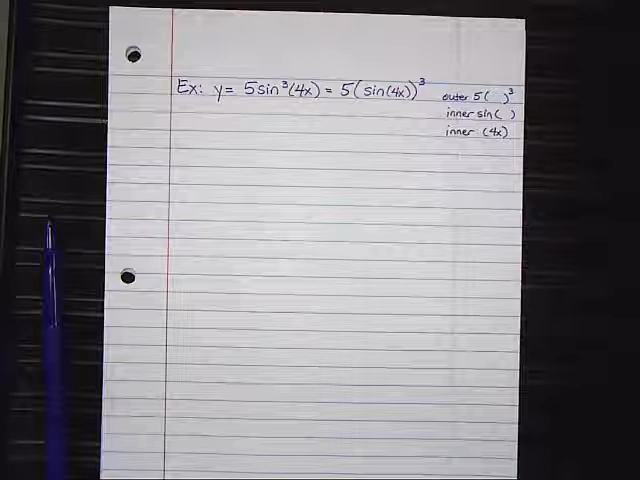 Ex: y = 5sin³(4x) = 5(sin(4x))³
outer 5( )³
inner sin( )
inner (4x)